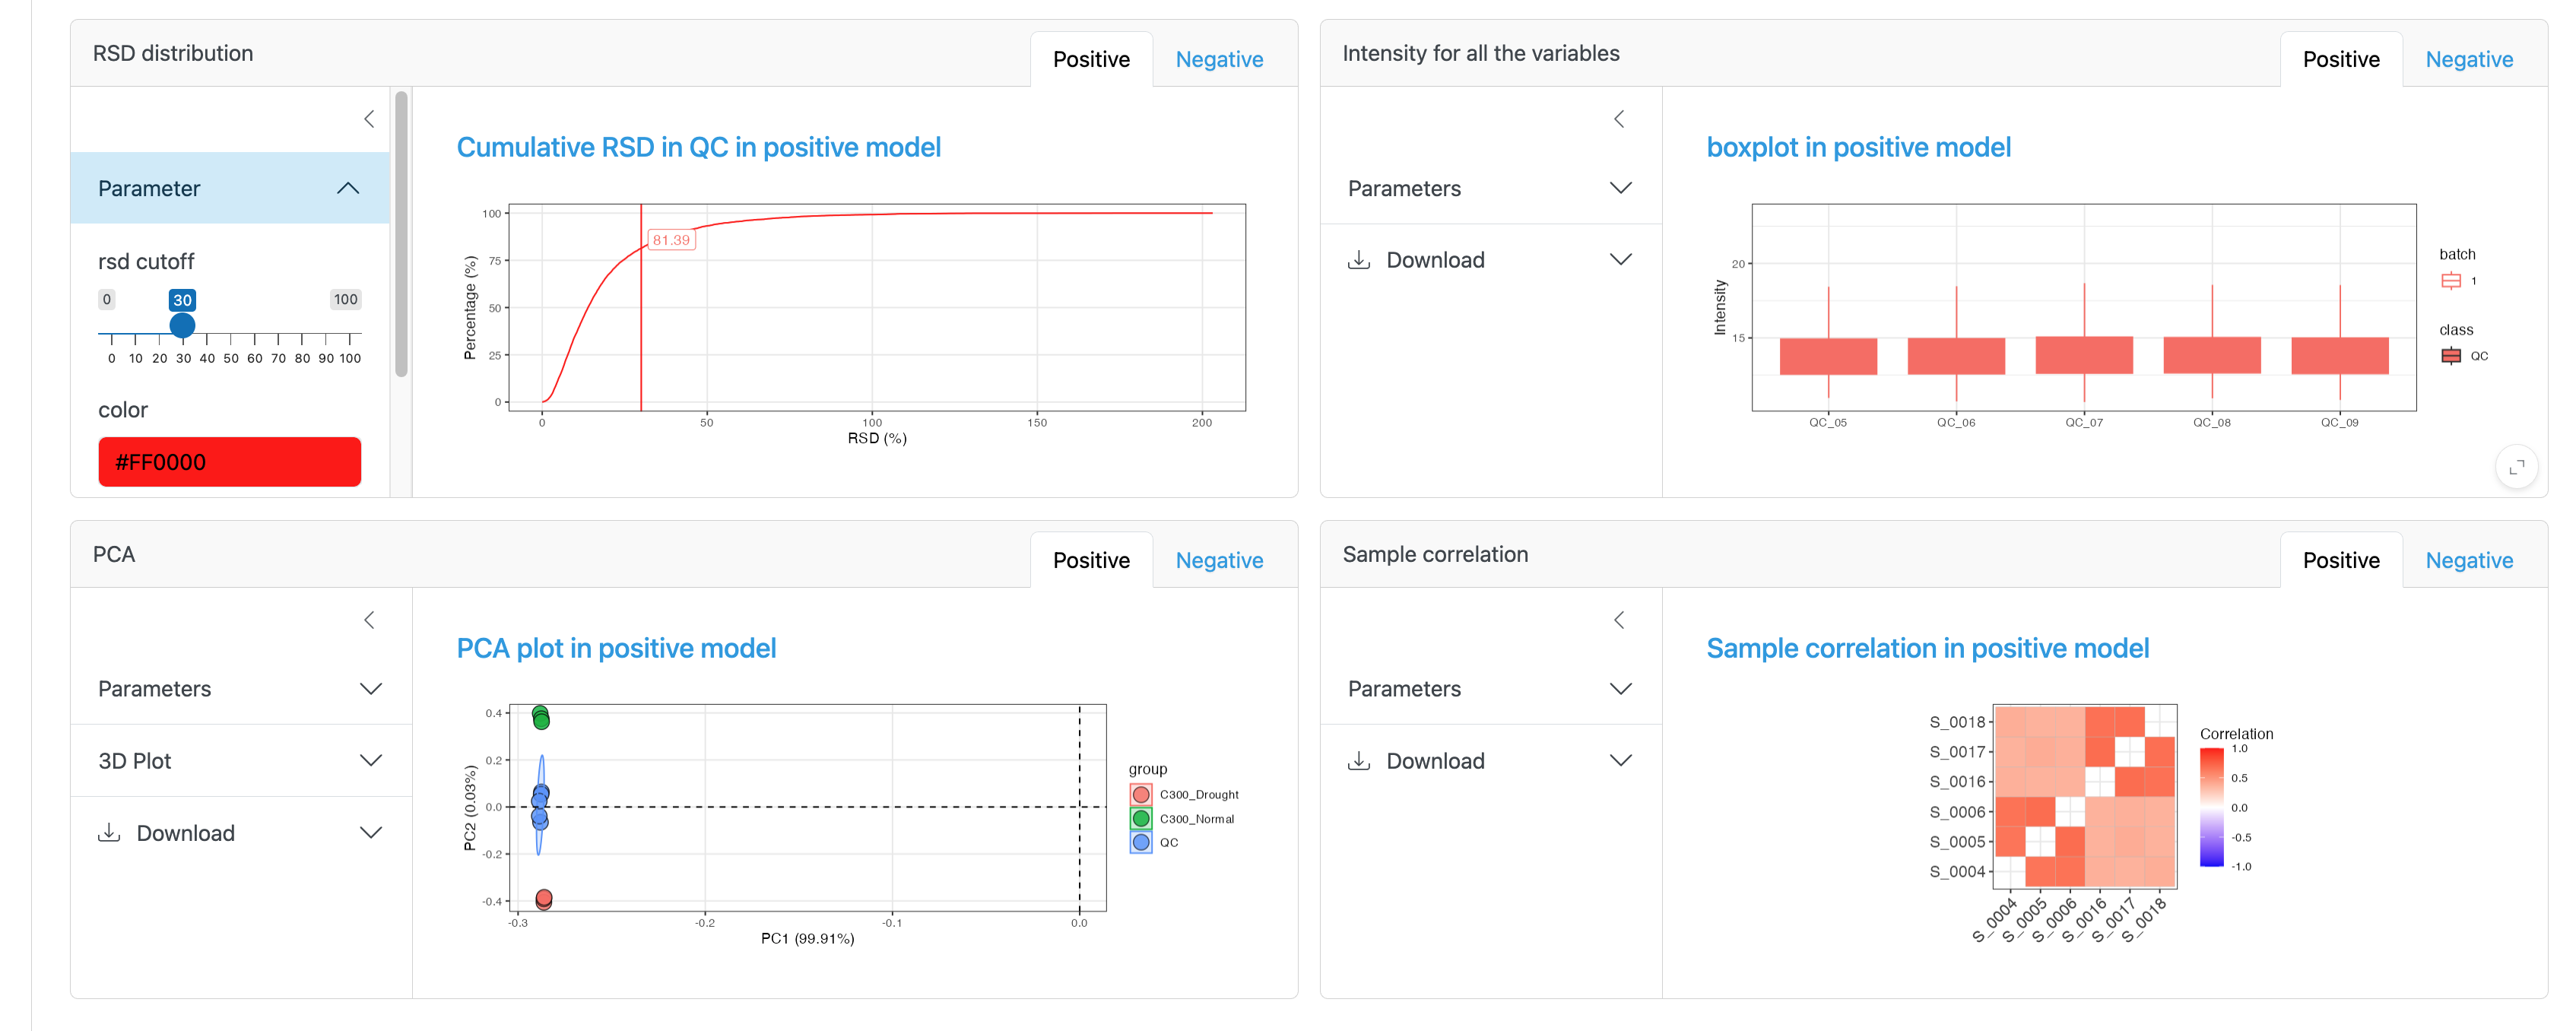 RSD distribution
Positive
Negative
Parameter
rsd cutoff
0
30
100
0 10 20 30 40 50 60 70 80 90 100
color
#FF0000
Cumulative RSD in QC in positive model
Percentage (%)
100
75
50
25
0
81.39
0 50 100 150 200
RSD (%)
Intensity for all the variables
Positive
Negative
Parameters
Download
boxplot in positive model
Intensity
20
15
QC_05 QC_06 QC_07 QC_08 QC_09
batch
1
class
QC
PCA
Positive
Negative
Parameters
3D Plot
Download
PCA plot in positive model
PC2 (0.03%)
0.4
0.2
0.0
-0.2
-0.4
-0.3 -0.2 -0.1 0.0
PC1 (99.91%)
group
C300_Drought
C300_Normal
QC
Sample correlation
Positive
Negative
Parameters
Download
Sample correlation in positive model
S_0018
S_0017
S_0016
S_0006
S_0005
S_0004
S_0004 S_0005 S_0006 S_0016 S_0017 S_0018
Correlation
1.0
0.5
0.0
-0.5
-1.0